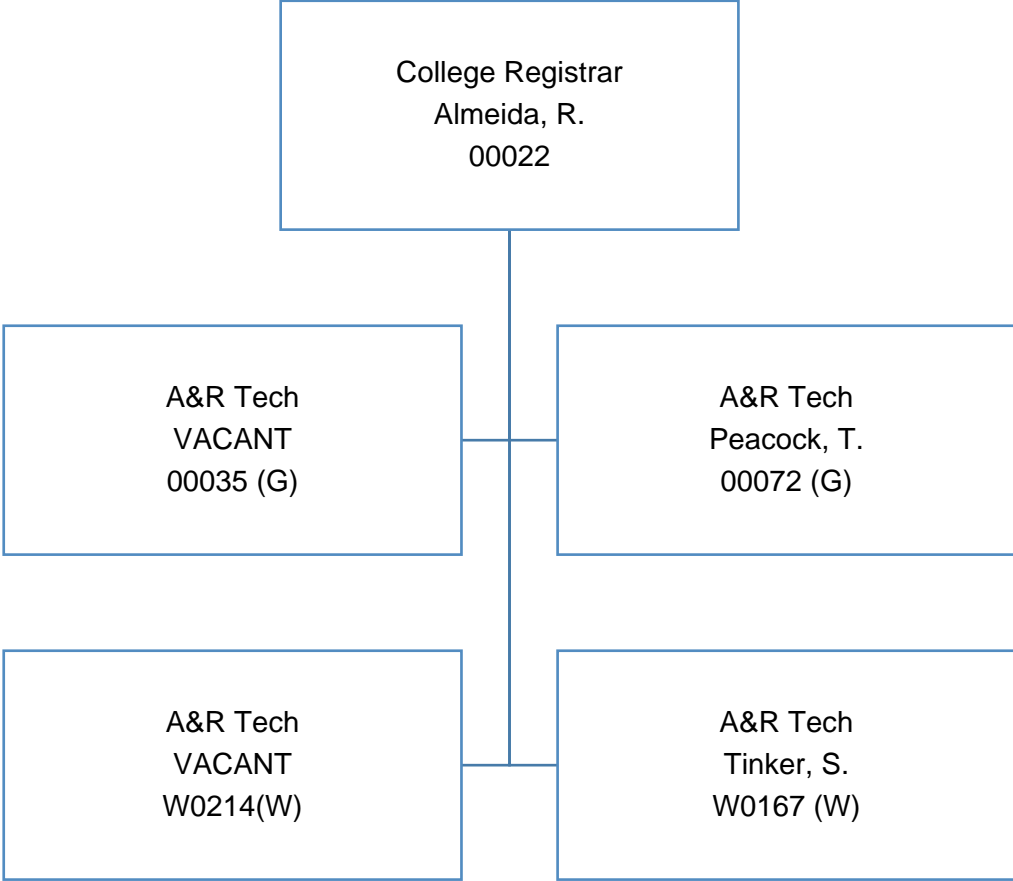 College Registrar
Almeida, R.
00022
A&R Tech
VACANT
00035 (G)
A&R Tech
Peacock, T.
00072 (G)
A&R Tech
VACANT
W0214(W)
A&R Tech
Tinker, S.
W0167 (W)